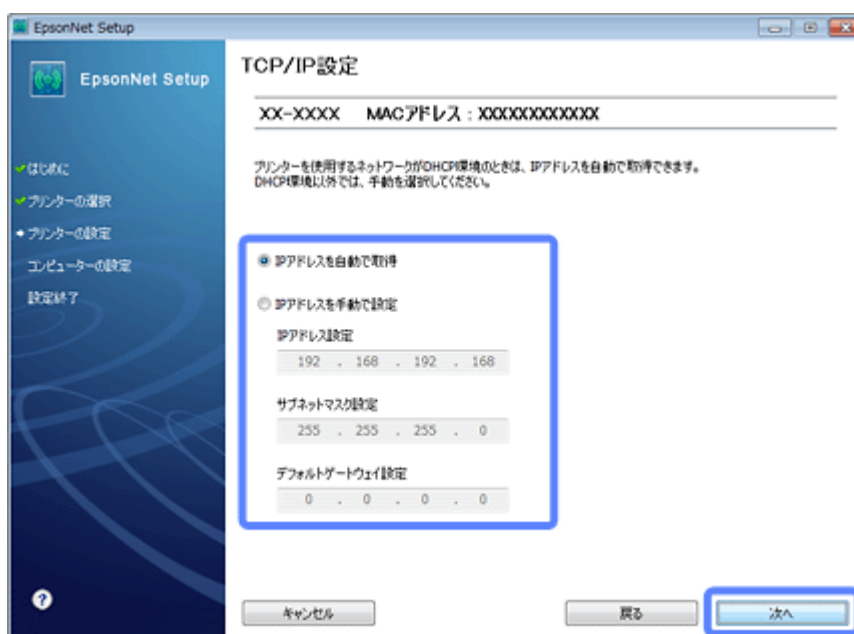 EpsonNet Setup
EpsonNet Setup
はじめに
プリンターの選択
プリンターの設定
コンピューターの設定
設定終了
TCP/IP設定
XX-XXXX MACアドレス：XXXXXXXXXXXX
プリンターを使用するネットワークがDHCP環境のときは、IPアドレスを自動で取得できます。
DHCP環境以外では、手動を選択してください。
IPアドレスを自動で取得
IPアドレスを手動で設定
IPアドレス設定
192 . 168 . 192 . 168
サブネットマスク設定
255 . 255 . 255 . 0
デフォルトゲートウェイ設定
0 . 0 . 0 . 0
?
キャンセル
戻る
次へ